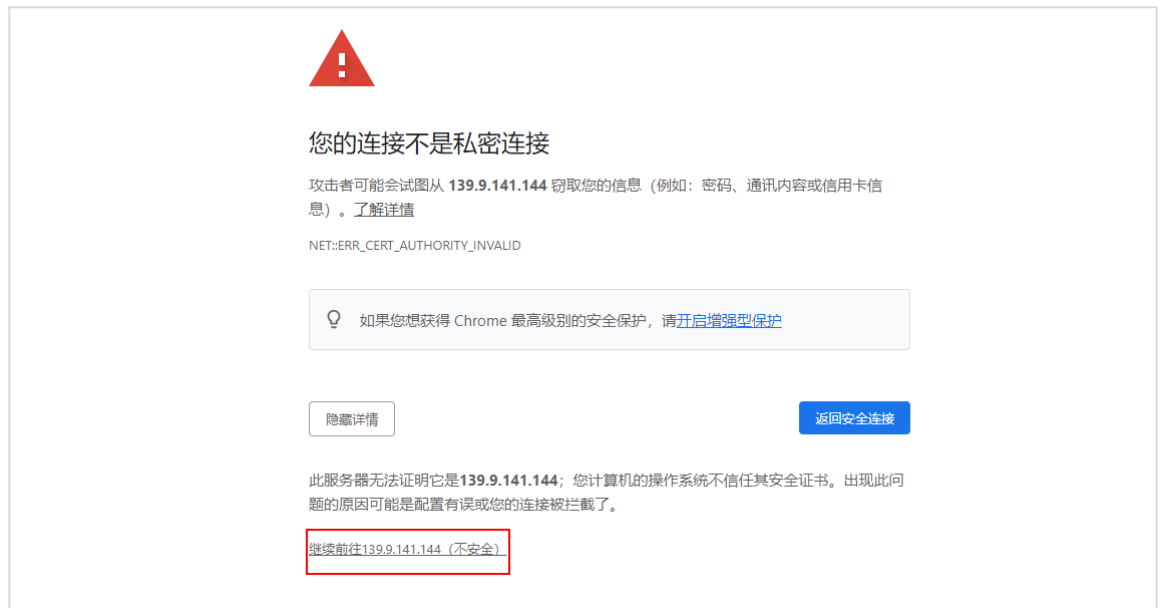 您的连接不是私密连接
攻击者可能会试图从 139.9.141.144 窃取您的信息（例如：密码、通讯内容或信用卡信
息）。了解详情
NET::ERR_CERT_AUTHORITY_INVALID
如果您想获得 Chrome 最高级别的安全保护，请开启增强型保护
隐藏详情
返回安全连接
此服务器无法证明它是139.9.141.144；您计算机的操作系统不信任其安全证书。出现此问
题的原因可能是配置有误或您的连接被拦截了。
继续前往139.9.141.144（不安全）